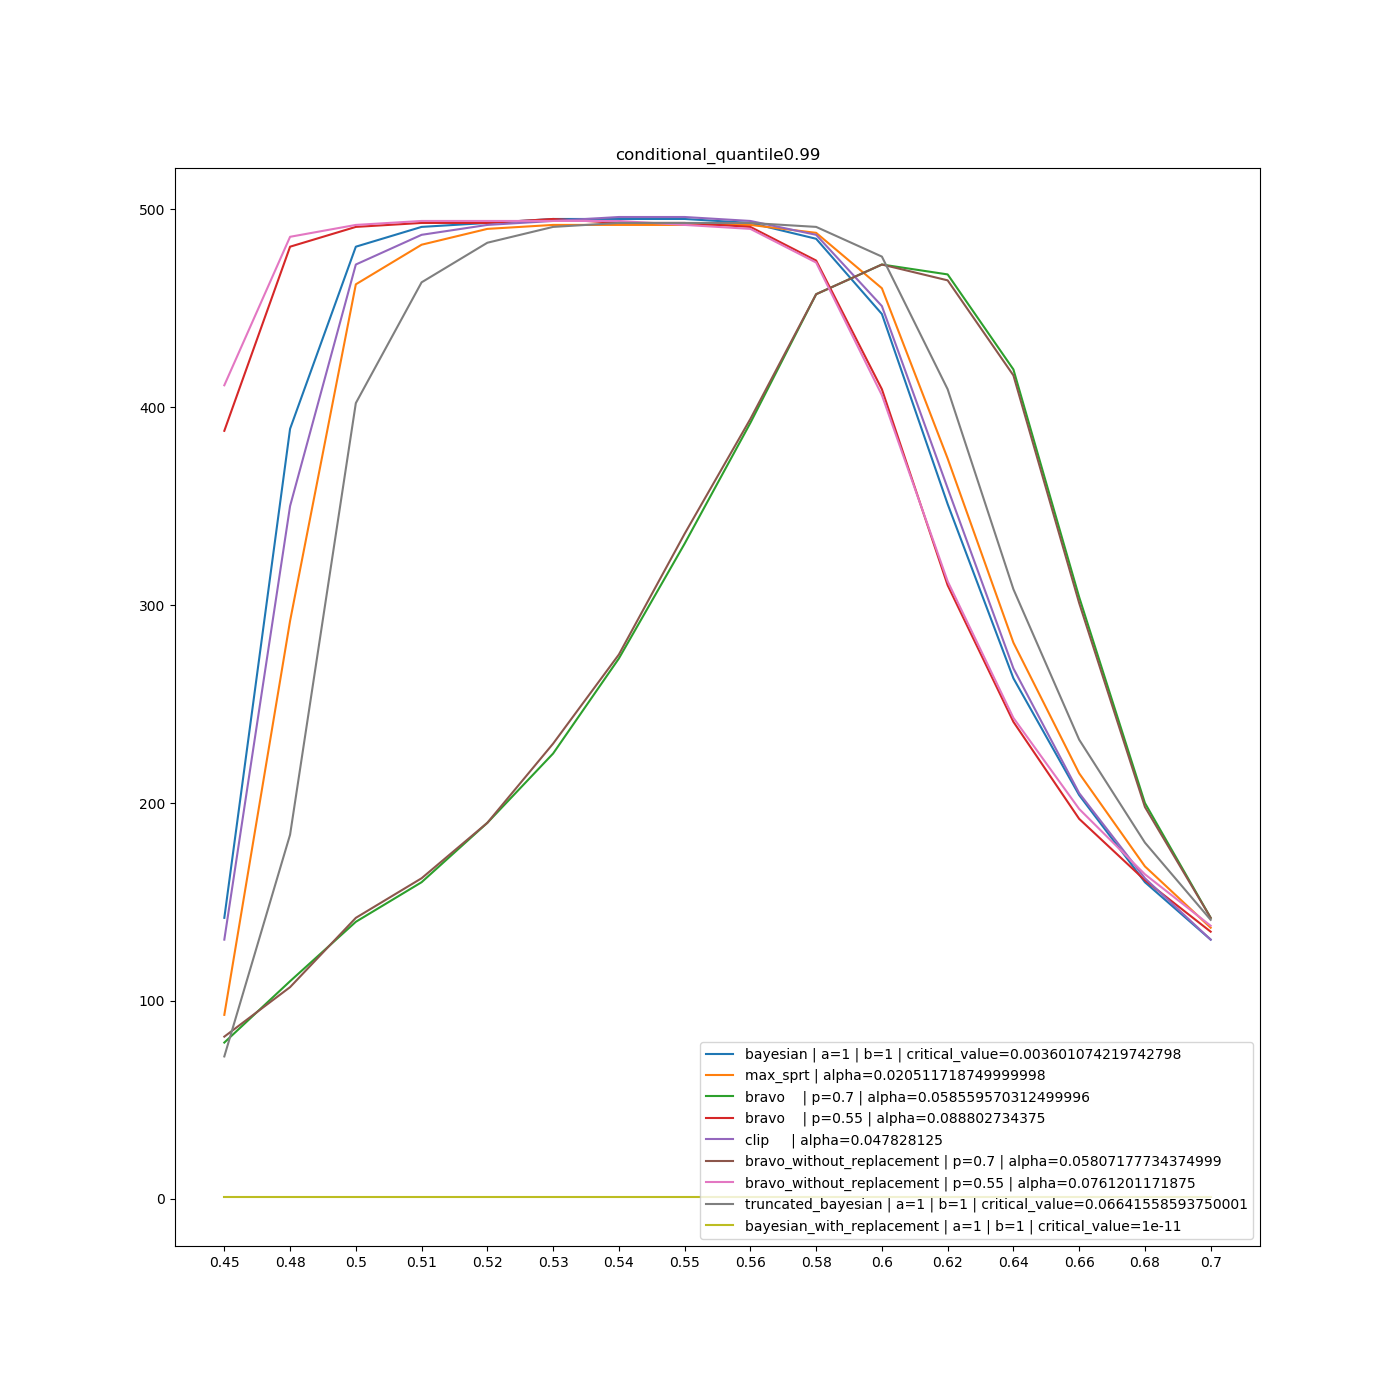 conditional_quantile0.99
500
400
300
200
100
0
bayesian | a=1 | b=1 | critical_value=0.003601074219742798
max_sprt | alpha=0.020511718749999998
bravo    | p=0.7 | alpha=0.058559570312499996
bravo    | p=0.55 | alpha=0.088802734375
clip     | alpha=0.047828125
bravo_without_replacement | p=0.7 | alpha=0.05807177734374999
bravo_without_replacement | p=0.55 | alpha=0.0761201171875
truncated_bayesian | a=1 | b=1 | critical_value=0.06641558593750001
bayesian_with_replacement | a=1 | b=1 | critical_value=1e-11
0.45 0.48 0.5 0.51 0.52 0.53 0.54 0.55 0.56 0.58 0.6 0.62 0.64 0.66 0.68 0.7